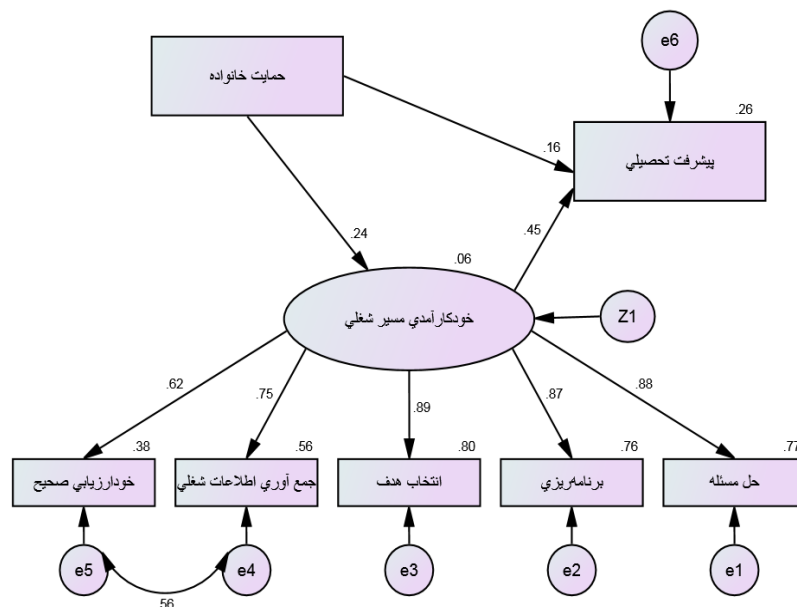 e6
حمايت خانواده
.26
.16
پيشرفت تحصيلي
.24
.45
.06
خودكارآمدي مسير شغلي
Z1
.62
.75
.89
.87
.88
.38
.56
.80
.76
.77
خودارزيابي صحيح
جمع آوري اطلاعات شغلي
انتخاب هدف
برنامه‌ريزي
حل مسئله
e5
e4
e3
e2
e1
.56